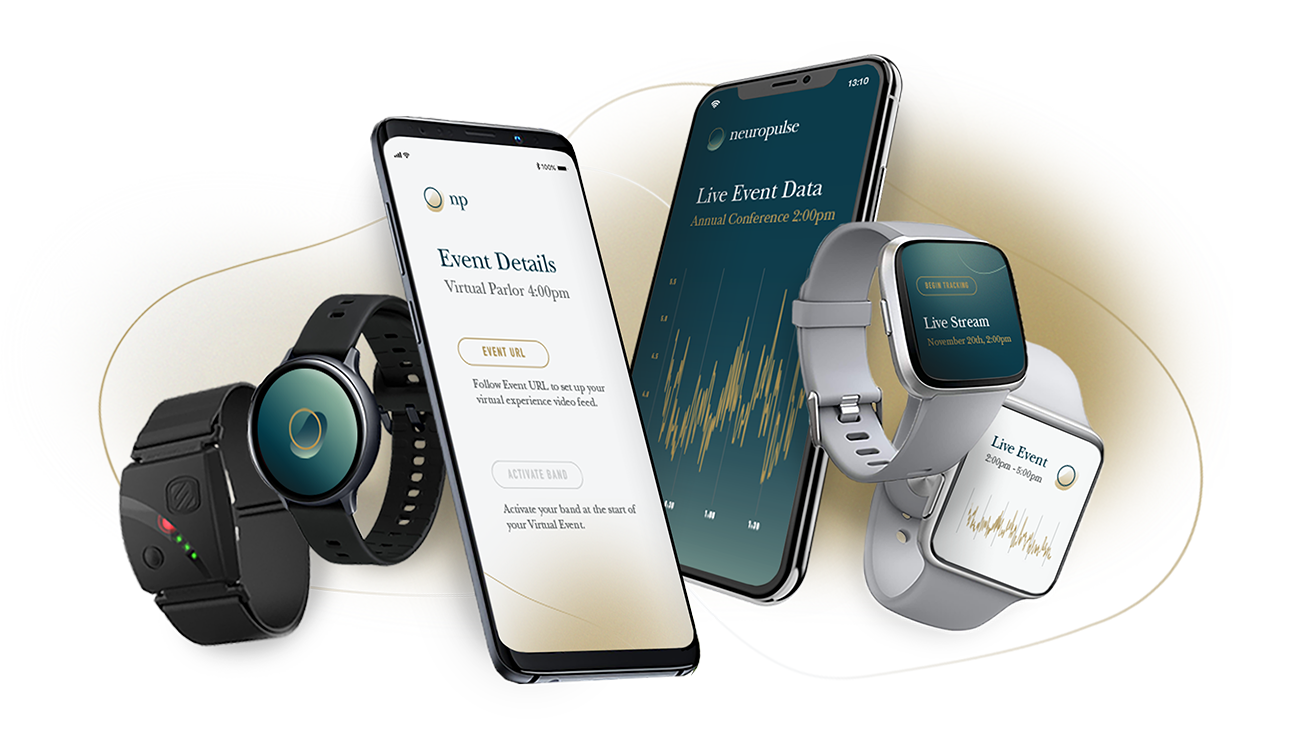 100%
np
Event Details
Virtual Parlor 4:00pm
EVENT URL
Follow Event URL to set up your
virtual experience video feed.
ACTIVATE BAND
Activate your band at the start of
your Virtual Event.
13:10
neuropulse
Live Event Data
Annual Conference 2:00pm
1:00
1:30
BEGIN TRACKING
Live Stream
November 20th, 2:00pm
Live Event
2:00pm - 5:00pm